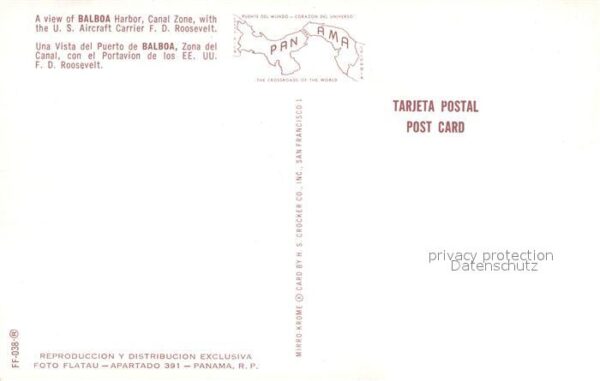 A view of BALBOA Harbor, Canal Zone, with
the U. S. Aircraft Carrier F. D. Roosevelt.
Una Vista del Puerto de BALBOA, Zona del
Canal, con el Portavion de los EE. UU.
F. D. Roosevelt.
PUENTE DEL MUNDO — CORAZON DEL UNIVERSO
PAN AMA
THE CROSSROADS OF THE WORLD
TARJETA POSTAL
POST CARD
MIRRO-KROME ® CARD BY H. S. CROCKER CO., INC., SAN FRANCISCO 1
privacy protection
Datenschutz
FF-038-®
REPRODUCCION Y DISTRIBUCION EXCLUSIVA
FOTO FLATAU — APARTADO 391 — PANAMA, R. P.